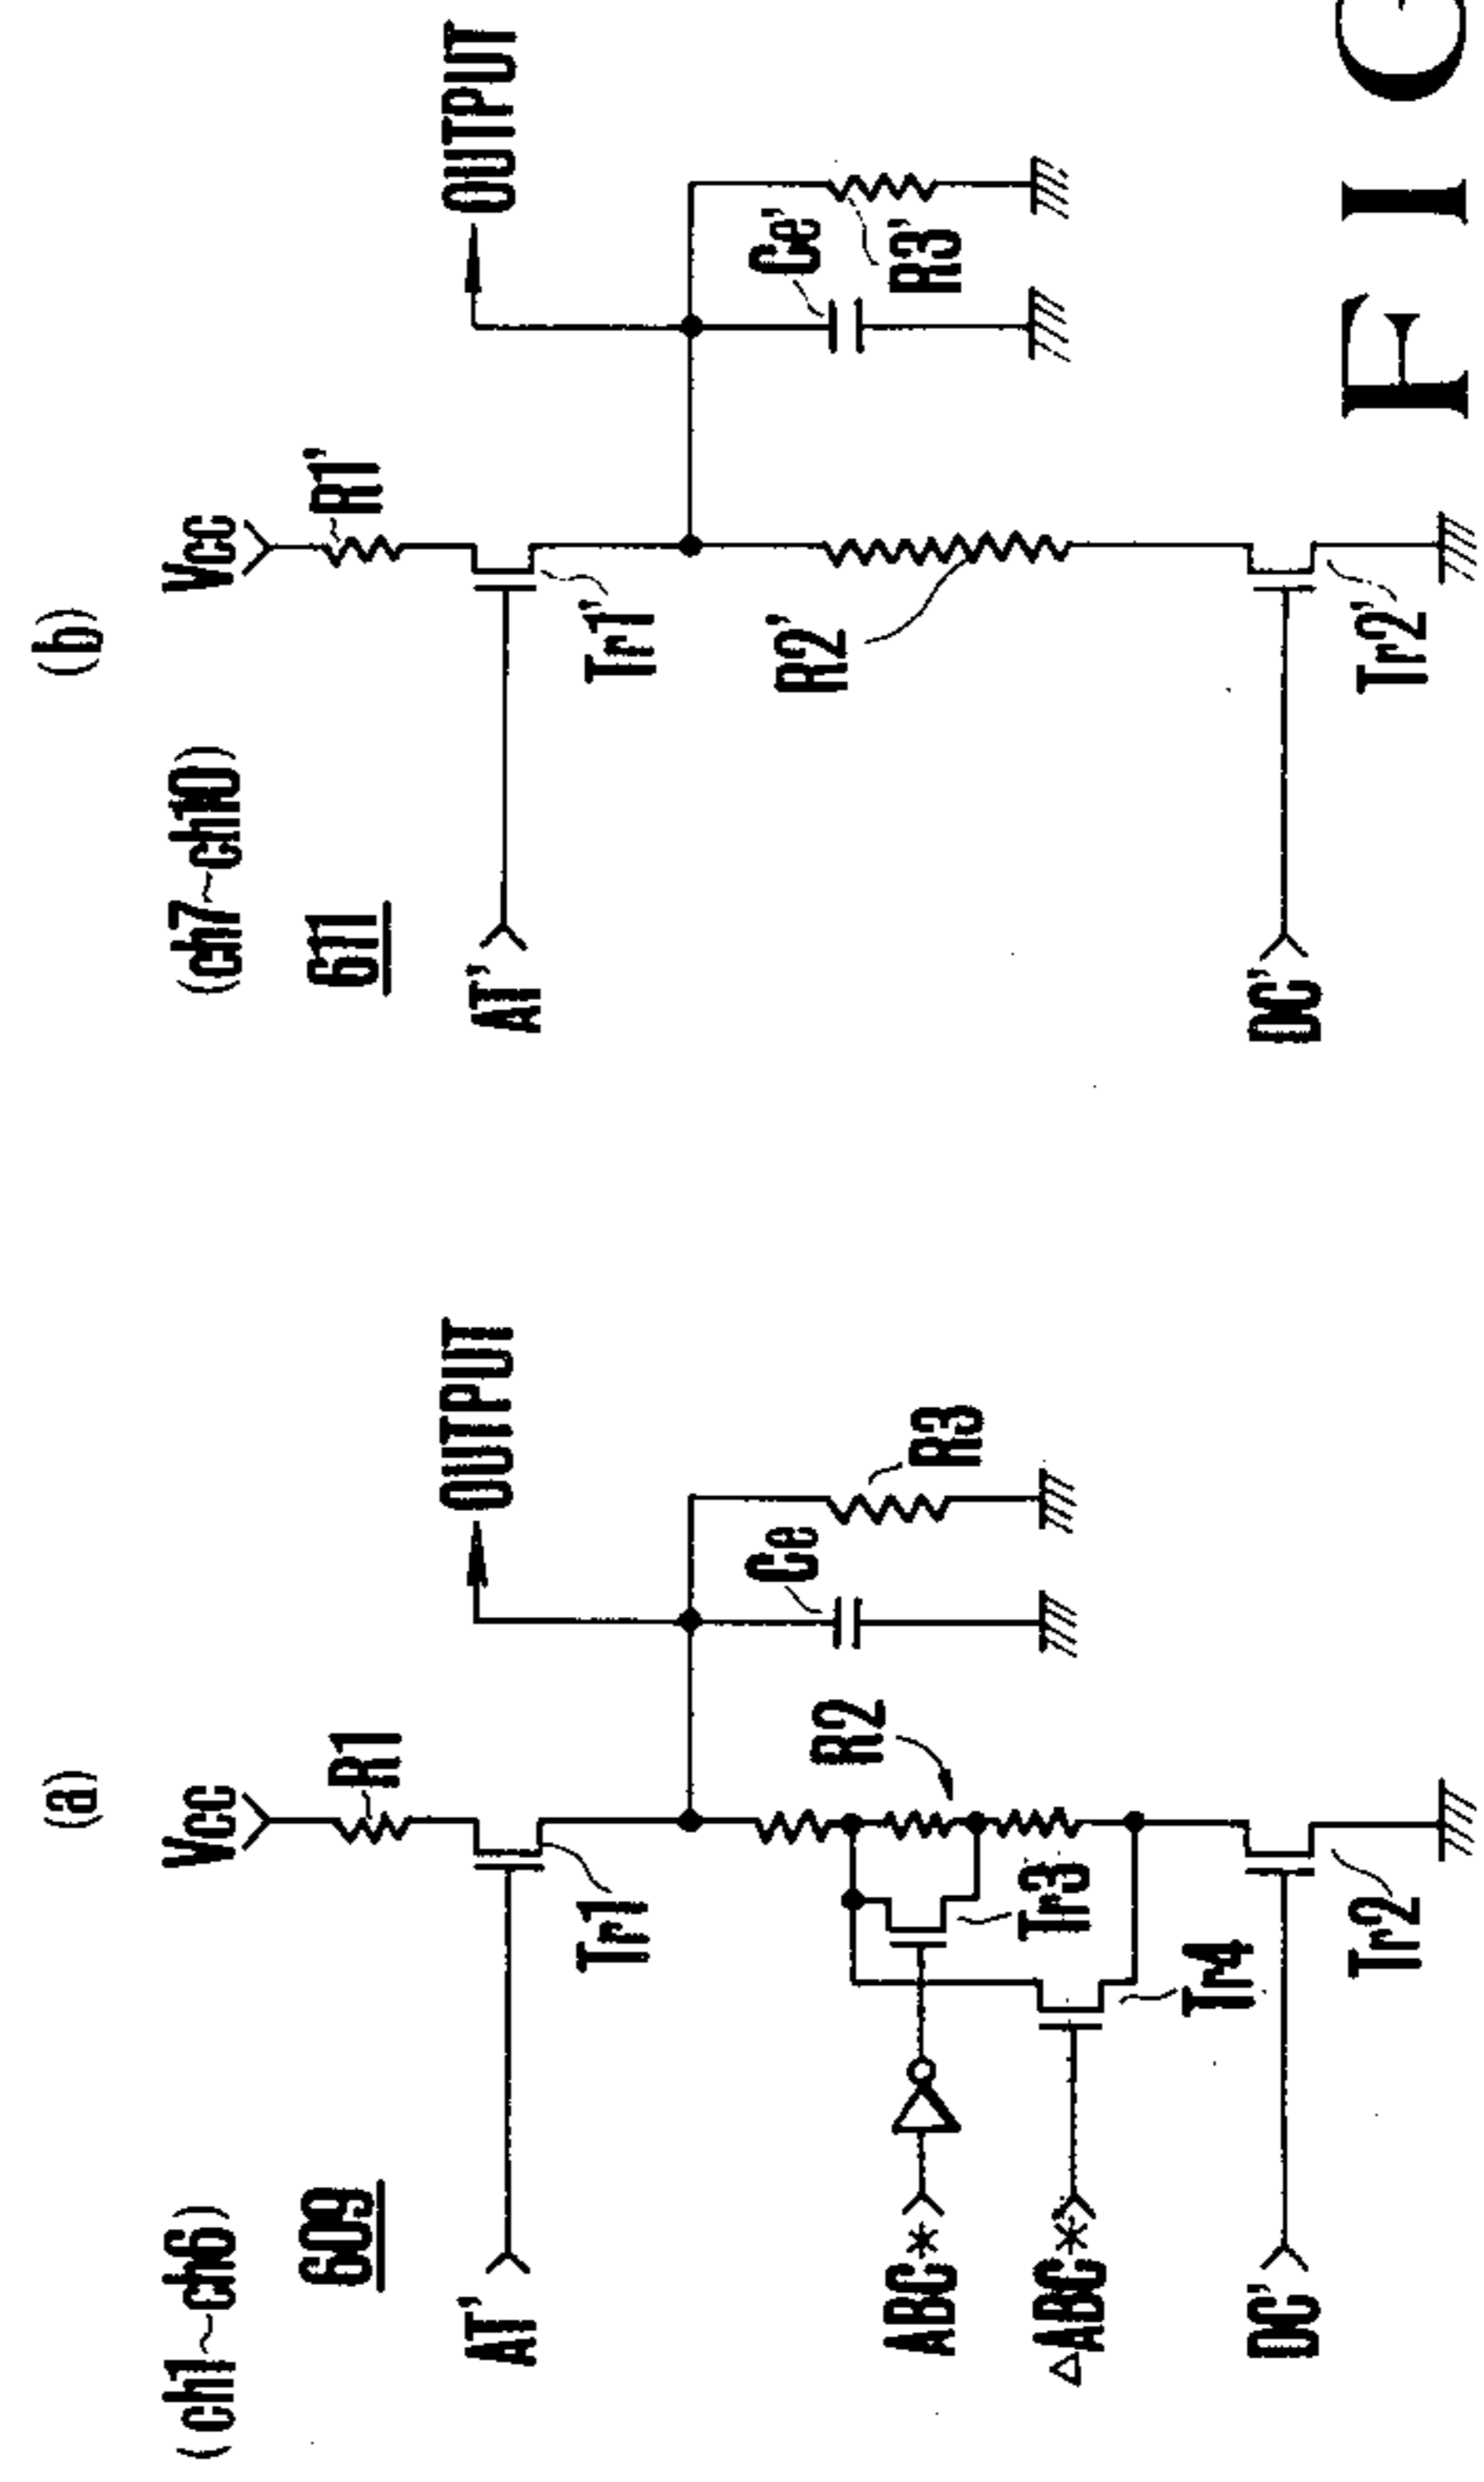 (a)
(ch1~ch6)
609
Vcc
R1
AT'
Tr1
OUTPUT
Ce
R3
R2
Tr3
ABC*
△ABC*
Tr4
DC'
Tr2
(b)
(ch7~ch10)
611
Vcc
R1'
AT'
Tr1'
OUTPUT
Ce'
R3'
R2'
DC'
Tr2'
FIG